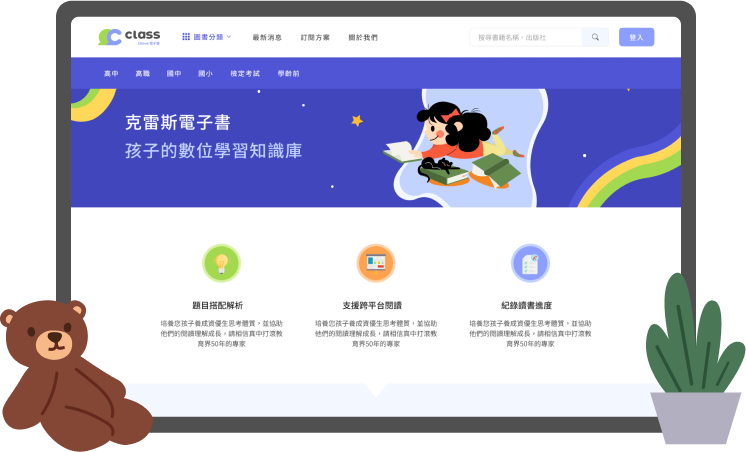 class
圖書分類
最新消息
訂閱方案
關於我們
搜尋書籍名稱，出版社
登入
高中
高職
國中
國小
檢定考試
學齡前
克雷斯電子書
孩子的數位學習知識庫
題目搭配解析
培養您孩子養成資優生思考體質，並協助
他們的閱讀理解成長，請相信真中打滾教
育界50年的專家
支援跨平台閱讀
培養您孩子養成資優生思考體質，並協助
他們的閱讀理解成長，請相信真中打滾教
育界50年的專家
紀錄讀書進度
培養您孩子養成資優生思考體質，並協助
他們的閱讀理解成長，請相信真中打滾教
育界50年的專家